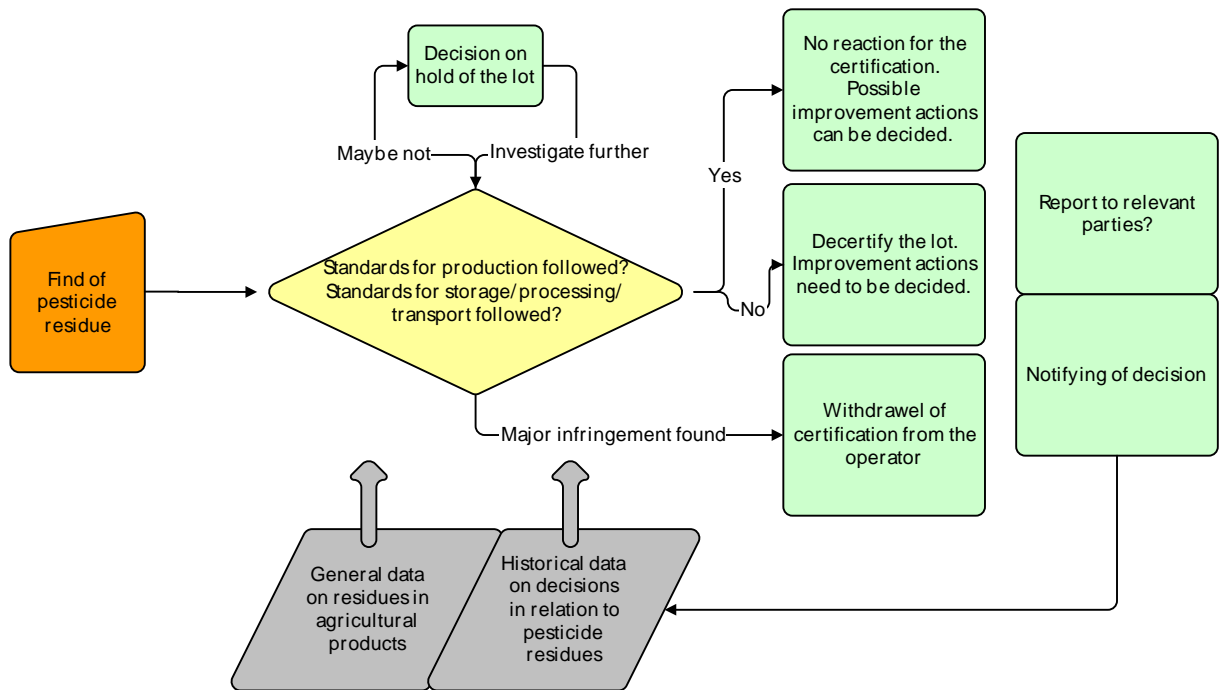 Decision on
hold of the lot
Maybe not
Investigate further
No reaction for the
certification.
Possible
improvement actions
can be decided.
Yes
Report to relevant
parties?
Find of
pesticide
residue
Standards for production followed?
Standards for storage/processing/
transport followed?
Decertify the lot.
Improvement actions
need to be decided.
No
Notifying of decision
Major infringement found
Withdrawel of
certification from the
operator
General data
on residues in
agricultural
products
Historical data
on decisions
in relation to
pesticide
residues